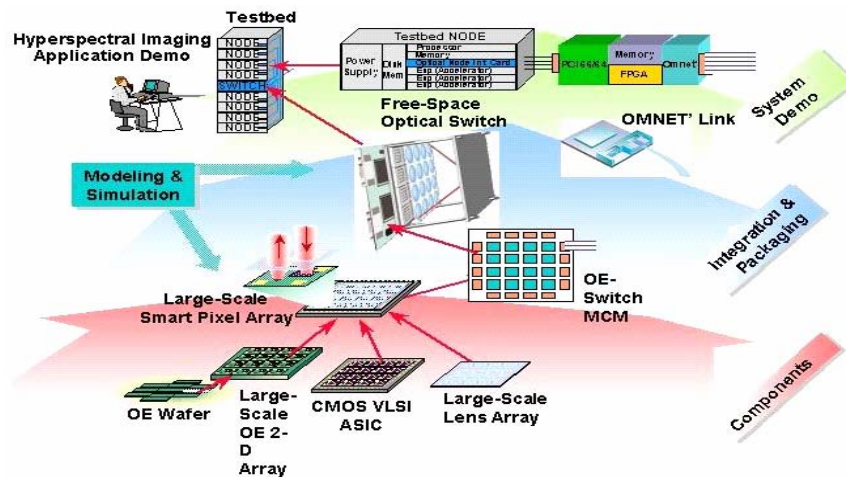 Testbed
Hyperspectral Imaging
Application Demo
NODE
NODE
NODE
NODE
SWITCH
NODE
NODE
NODE
NODE
Testbed NODE
Power
Supply
Disk
Mem
Processor
Memory
Optical Node Int Card
Exp (Accelerator)
Exp (Accelerator)
Exp (Accelerator)
PCI 66/64
Memory
FPGA
Omnet
Free-Space
Optical Switch
OMNET' Link
System
Demo
Modeling &
Simulation
Integration &
Packaging
Large-Scale
Smart Pixel Array
OE-
Switch
MCM
OE Wafer
Large-
Scale
OE 2-
D
Array
CMOS VLSI
ASIC
Large-Scale
Lens Array
Components